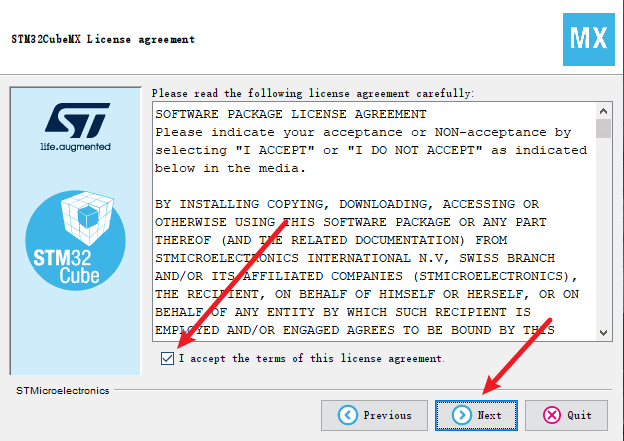 STM32CubeMX License agreement
MX
Please read the following license agreement carefully:
ST
life.augmented
STM32
Cube
SOFTWARE PACKAGE LICENSE AGREEMENT
Please indicate your acceptance or NON-acceptance by
selecting "I ACCEPT" or "I DO NOT ACCEPT" as indicated
below in the media.
BY INSTALLING COPYING, DOWNLOADING, ACCESSING OR
OTHERWISE USING THIS SOFTWARE PACKAGE OR ANY PART
THEREOF (AND THE RELATED DOCUMENTATION) FROM
STMICROELECTRONICS INTERNATIONAL N.V, SWISS BRANCH
AND/OR ITS AFFILIATED COMPANIES (STMICROELECTRONICS),
THE RECIPIENT, ON BEHALF OF HIMSELF OR HERSELF, OR ON
BEHALF OF ANY ENTITY BY WHICH SUCH RECIPIENT IS
EMPLOYED AND/OR ENGAGED AGREES TO BE BOUND BY THIS
I accept the terms of this license agreement.
STMicroelectronics
Previous
Next
Quit